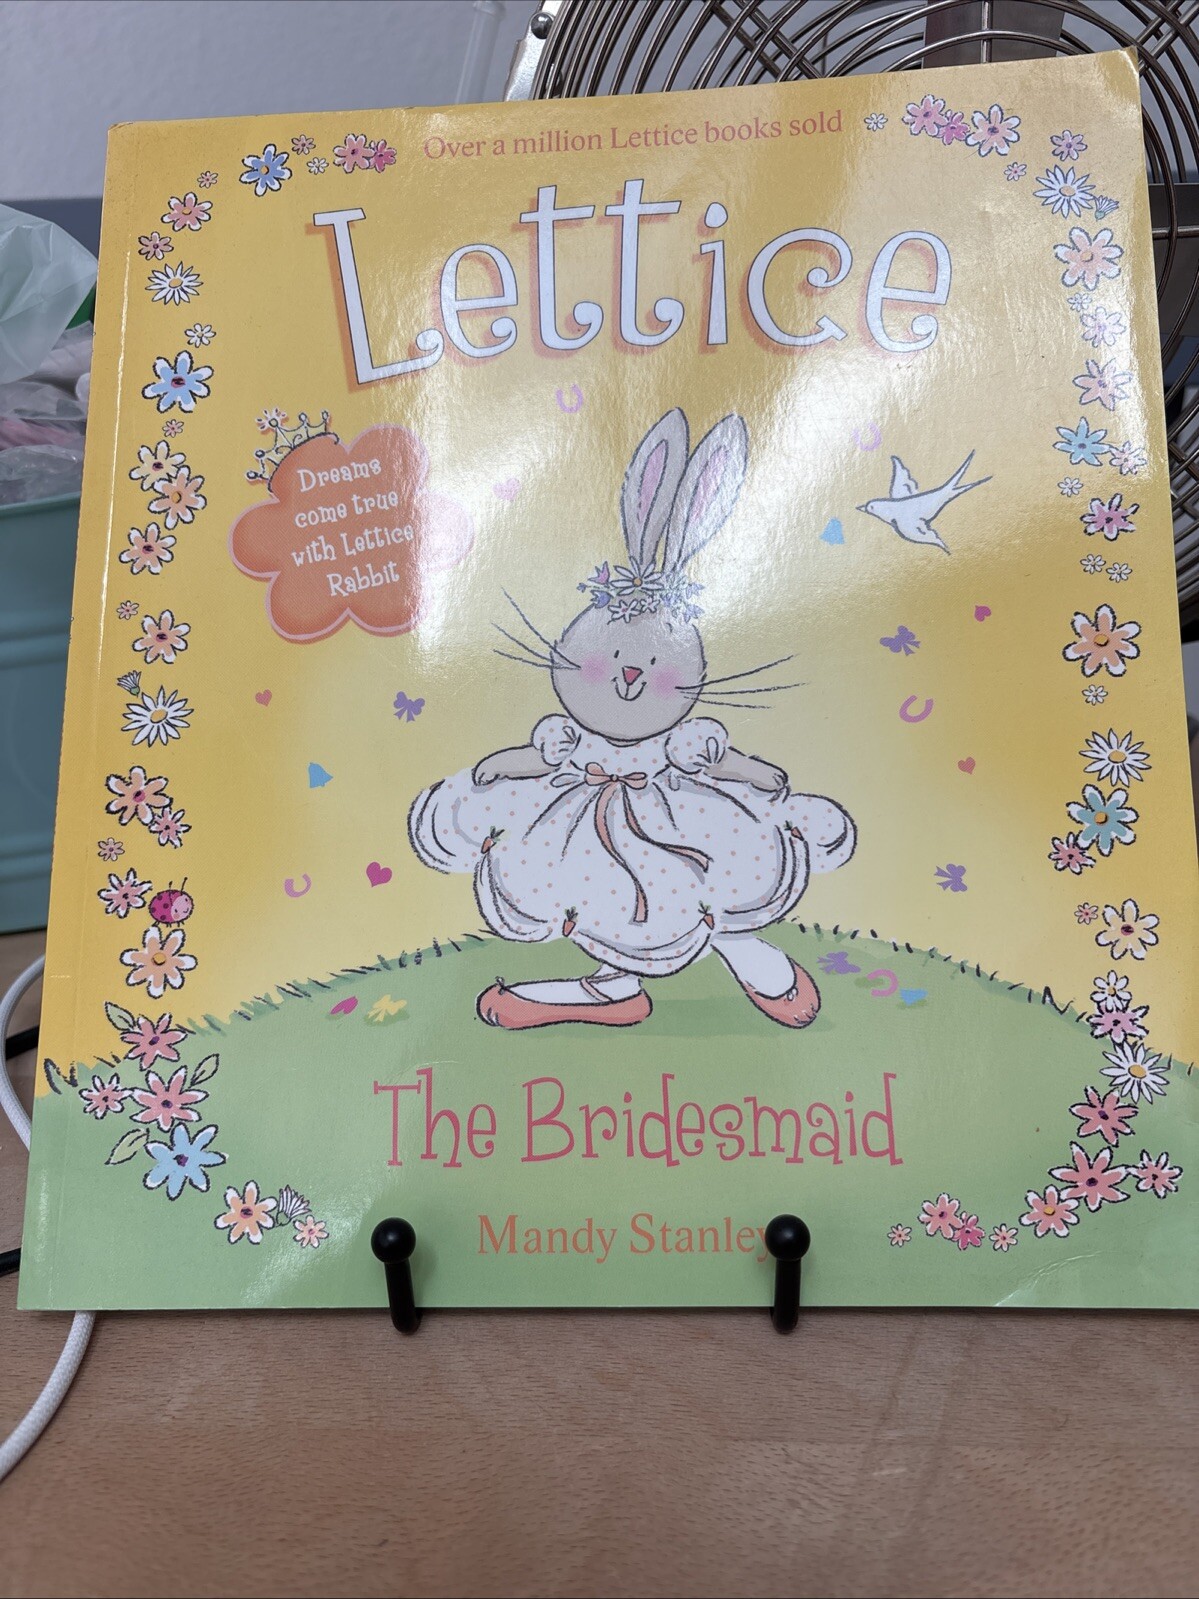 Over a million Lettice books sold
Lettice
Dreams
come true
with Lettice
Rabbit
The Bridesmaid
Mandy Stanley